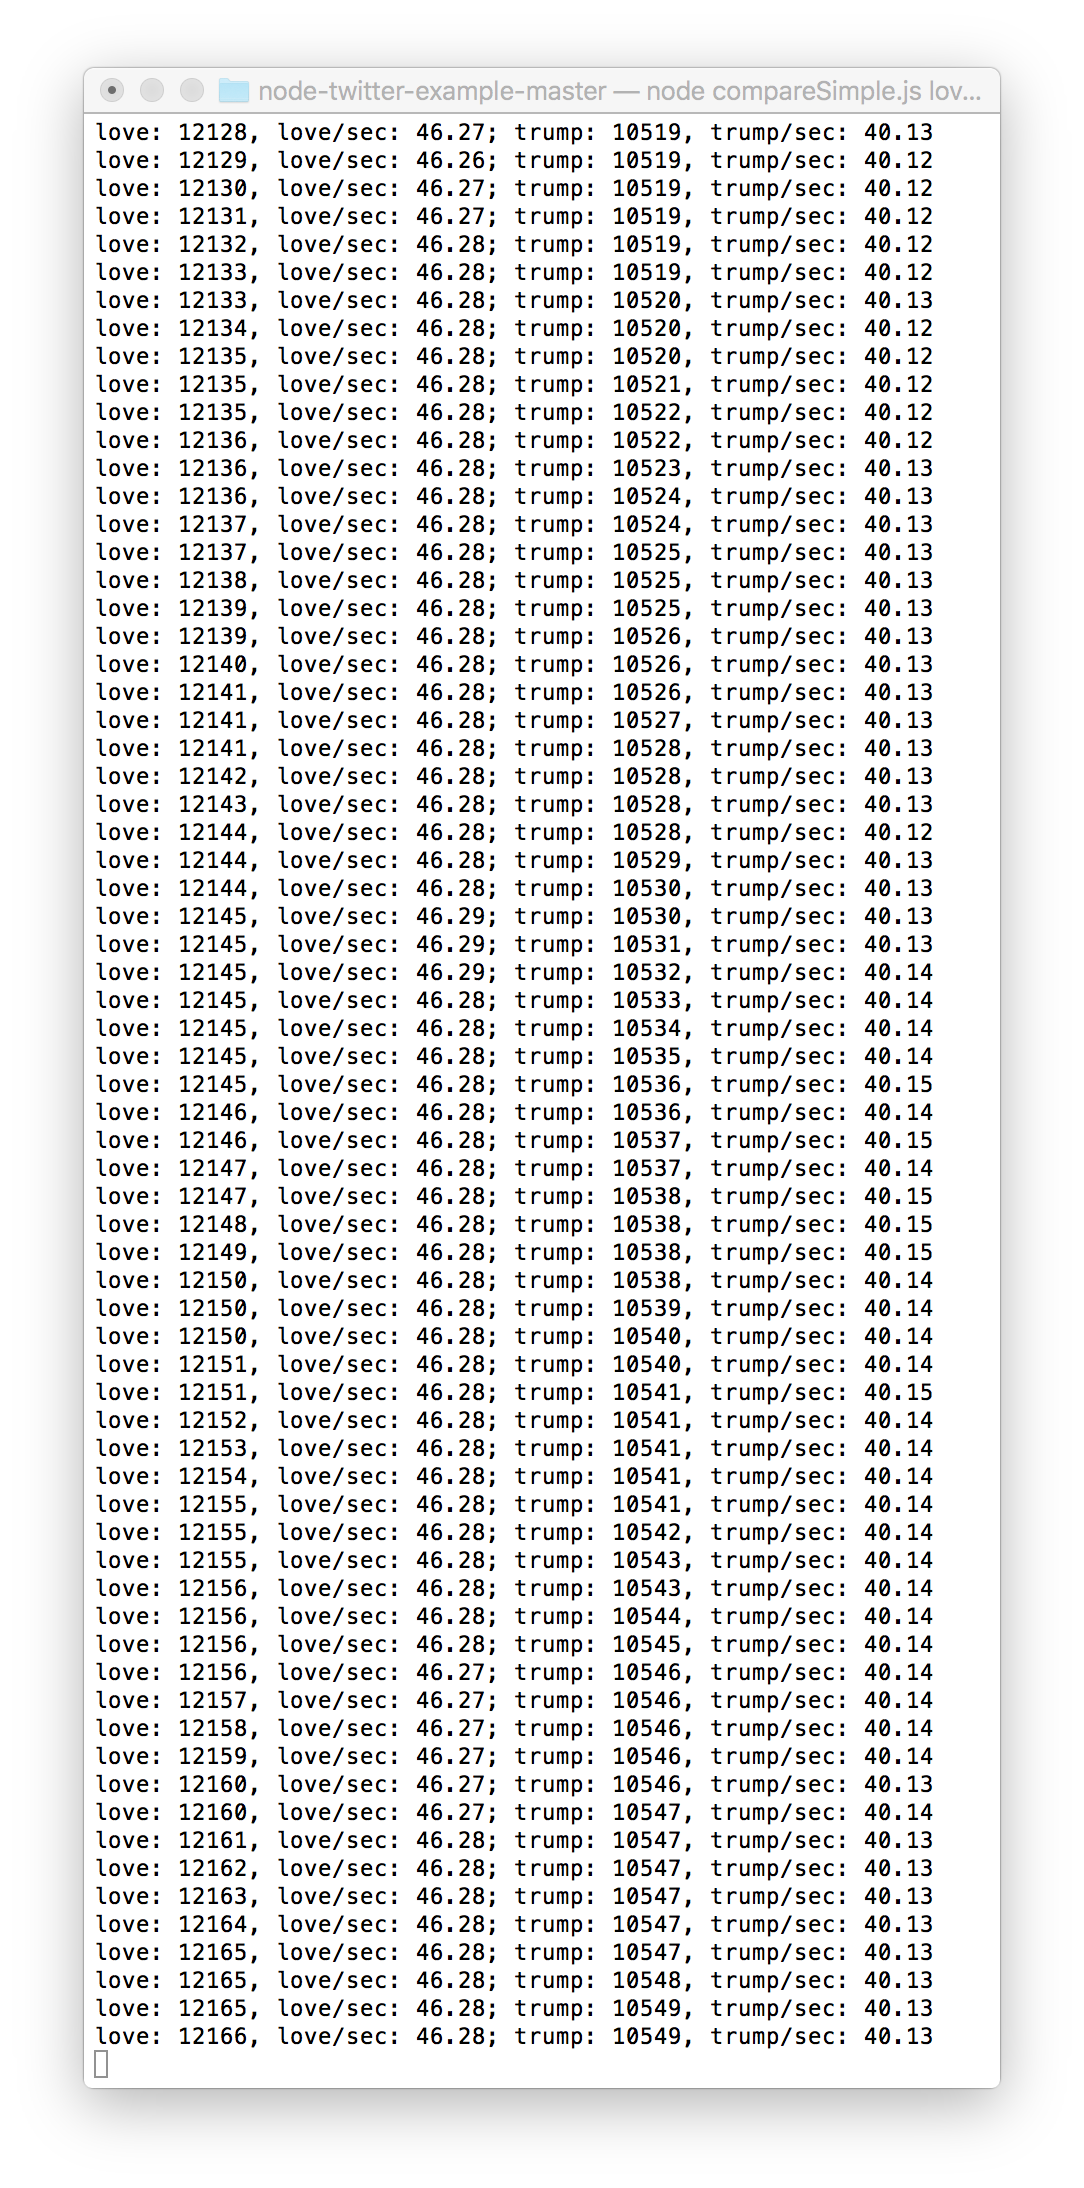 node-twitter-example-master — node compareSimple.js lov...
love: 12128, love/sec: 46.27; trump: 10519, trump/sec: 40.13
love: 12129, love/sec: 46.26; trump: 10519, trump/sec: 40.12
love: 12130, love/sec: 46.27; trump: 10519, trump/sec: 40.12
love: 12131, love/sec: 46.27; trump: 10519, trump/sec: 40.12
love: 12132, love/sec: 46.28; trump: 10519, trump/sec: 40.12
love: 12133, love/sec: 46.28; trump: 10519, trump/sec: 40.12
love: 12133, love/sec: 46.28; trump: 10520, trump/sec: 40.13
love: 12134, love/sec: 46.28; trump: 10520, trump/sec: 40.12
love: 12135, love/sec: 46.28; trump: 10520, trump/sec: 40.12
love: 12135, love/sec: 46.28; trump: 10521, trump/sec: 40.12
love: 12135, love/sec: 46.28; trump: 10522, trump/sec: 40.12
love: 12136, love/sec: 46.28; trump: 10522, trump/sec: 40.12
love: 12136, love/sec: 46.28; trump: 10523, trump/sec: 40.13
love: 12136, love/sec: 46.28; trump: 10524, trump/sec: 40.13
love: 12137, love/sec: 46.28; trump: 10524, trump/sec: 40.13
love: 12137, love/sec: 46.28; trump: 10525, trump/sec: 40.13
love: 12138, love/sec: 46.28; trump: 10525, trump/sec: 40.13
love: 12139, love/sec: 46.28; trump: 10525, trump/sec: 40.13
love: 12139, love/sec: 46.28; trump: 10526, trump/sec: 40.13
love: 12140, love/sec: 46.28; trump: 10526, trump/sec: 40.13
love: 12141, love/sec: 46.28; trump: 10526, trump/sec: 40.13
love: 12141, love/sec: 46.28; trump: 10527, trump/sec: 40.13
love: 12141, love/sec: 46.28; trump: 10528, trump/sec: 40.13
love: 12142, love/sec: 46.28; trump: 10528, trump/sec: 40.13
love: 12143, love/sec: 46.28; trump: 10528, trump/sec: 40.13
love: 12144, love/sec: 46.28; trump: 10528, trump/sec: 40.12
love: 12144, love/sec: 46.28; trump: 10529, trump/sec: 40.13
love: 12144, love/sec: 46.28; trump: 10530, trump/sec: 40.13
love: 12145, love/sec: 46.29; trump: 10530, trump/sec: 40.13
love: 12145, love/sec: 46.29; trump: 10531, trump/sec: 40.13
love: 12145, love/sec: 46.29; trump: 10532, trump/sec: 40.14
love: 12145, love/sec: 46.28; trump: 10533, trump/sec: 40.14
love: 12145, love/sec: 46.28; trump: 10534, trump/sec: 40.14
love: 12145, love/sec: 46.28; trump: 10535, trump/sec: 40.14
love: 12145, love/sec: 46.28; trump: 10536, trump/sec: 40.15
love: 12146, love/sec: 46.28; trump: 10536, trump/sec: 40.14
love: 12146, love/sec: 46.28; trump: 10537, trump/sec: 40.15
love: 12147, love/sec: 46.28; trump: 10537, trump/sec: 40.14
love: 12147, love/sec: 46.28; trump: 10538, trump/sec: 40.15
love: 12148, love/sec: 46.28; trump: 10538, trump/sec: 40.15
love: 12149, love/sec: 46.28; trump: 10538, trump/sec: 40.15
love: 12150, love/sec: 46.28; trump: 10538, trump/sec: 40.14
love: 12150, love/sec: 46.28; trump: 10539, trump/sec: 40.14
love: 12150, love/sec: 46.28; trump: 10540, trump/sec: 40.14
love: 12151, love/sec: 46.28; trump: 10540, trump/sec: 40.14
love: 12151, love/sec: 46.28; trump: 10541, trump/sec: 40.15
love: 12152, love/sec: 46.28; trump: 10541, trump/sec: 40.14
love: 12153, love/sec: 46.28; trump: 10541, trump/sec: 40.14
love: 12154, love/sec: 46.28; trump: 10541, trump/sec: 40.14
love: 12155, love/sec: 46.28; trump: 10541, trump/sec: 40.14
love: 12155, love/sec: 46.28; trump: 10542, trump/sec: 40.14
love: 12155, love/sec: 46.28; trump: 10543, trump/sec: 40.14
love: 12156, love/sec: 46.28; trump: 10543, trump/sec: 40.14
love: 12156, love/sec: 46.28; trump: 10544, trump/sec: 40.14
love: 12156, love/sec: 46.28; trump: 10545, trump/sec: 40.14
love: 12156, love/sec: 46.27; trump: 10546, trump/sec: 40.14
love: 12157, love/sec: 46.27; trump: 10546, trump/sec: 40.14
love: 12158, love/sec: 46.27; trump: 10546, trump/sec: 40.14
love: 12159, love/sec: 46.27; trump: 10546, trump/sec: 40.14
love: 12160, love/sec: 46.27; trump: 10546, trump/sec: 40.13
love: 12160, love/sec: 46.27; trump: 10547, trump/sec: 40.14
love: 12161, love/sec: 46.28; trump: 10547, trump/sec: 40.13
love: 12162, love/sec: 46.28; trump: 10547, trump/sec: 40.13
love: 12163, love/sec: 46.28; trump: 10547, trump/sec: 40.13
love: 12164, love/sec: 46.28; trump: 10547, trump/sec: 40.13
love: 12165, love/sec: 46.28; trump: 10547, trump/sec: 40.13
love: 12165, love/sec: 46.28; trump: 10548, trump/sec: 40.13
love: 12165, love/sec: 46.28; trump: 10549, trump/sec: 40.13
love: 12166, love/sec: 46.28; trump: 10549, trump/sec: 40.13